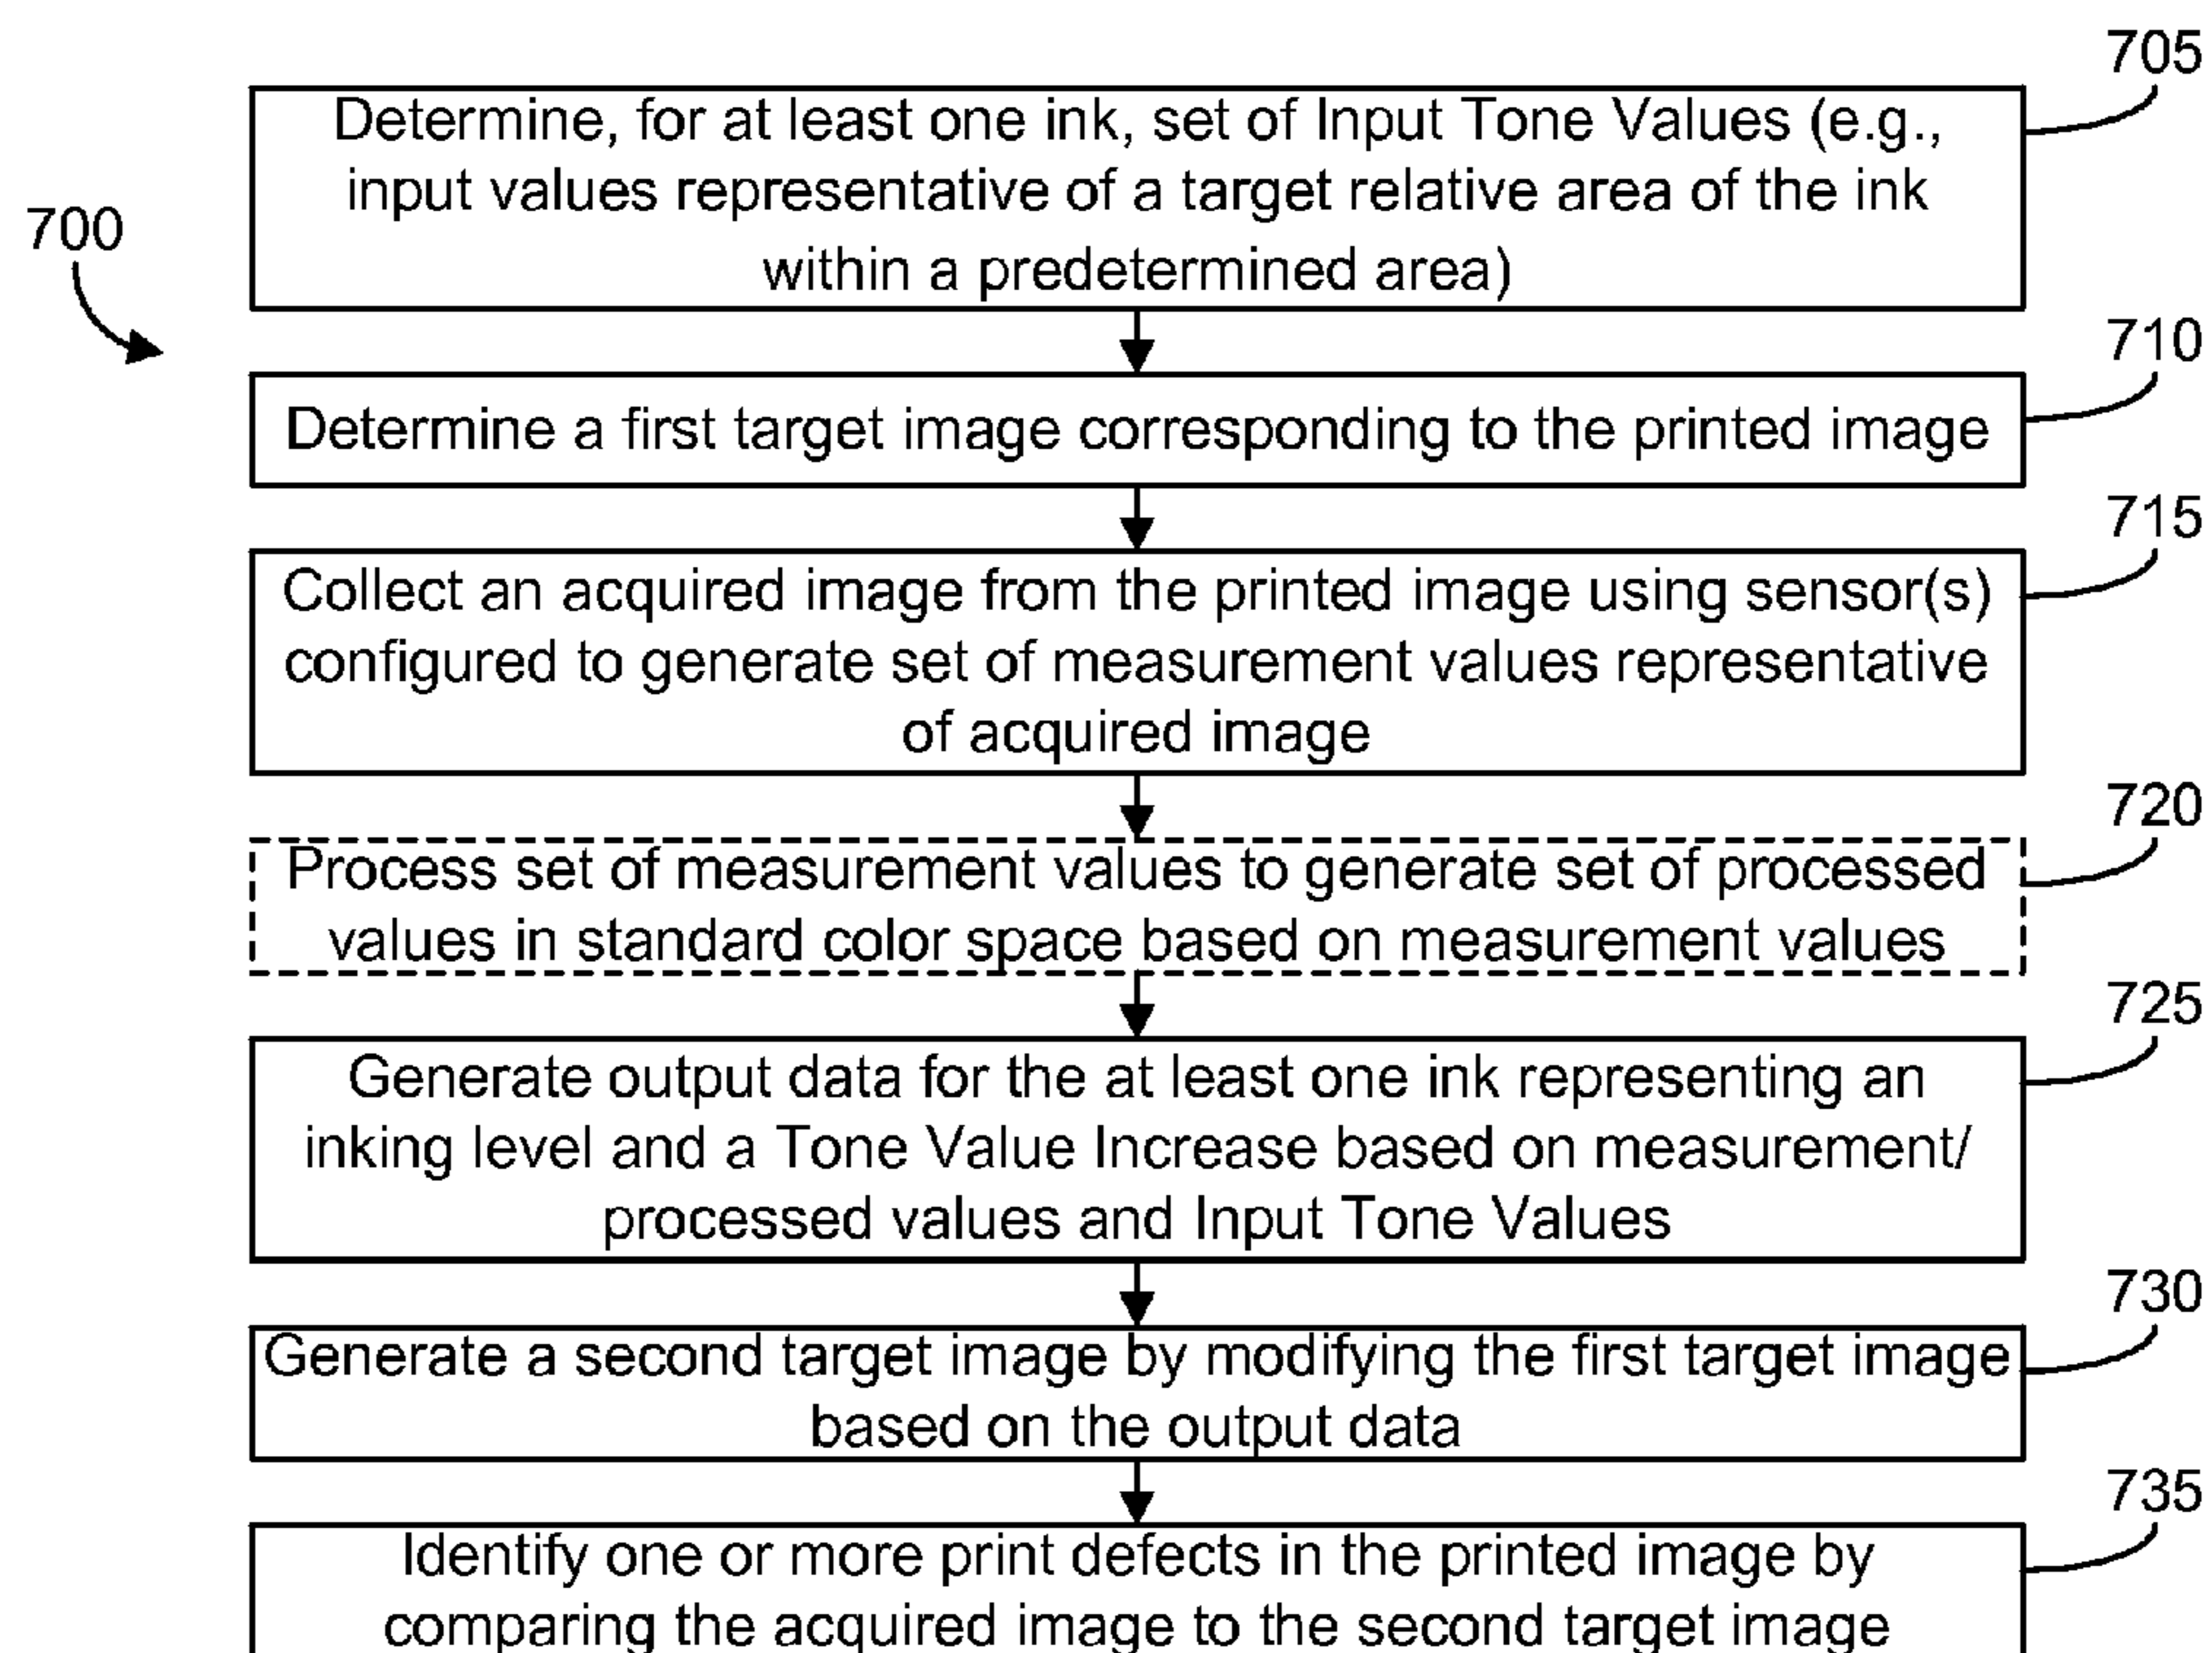 705
Determine, for at least one ink, set of Input Tone Values (e.g.,
input values representative of a target relative area of the ink
within a predetermined area)
700
710
Determine a first target image corresponding to the printed image
715
Collect an acquired image from the printed image using sensor(s)
configured to generate set of measurement values representative
of acquired image
720
Process set of measurement values to generate set of processed
values in standard color space based on measurement values
725
Generate output data for the at least one ink representing an
inking level and a Tone Value Increase based on measurement/
processed values and Input Tone Values
730
Generate a second target image by modifying the first target image
based on the output data
735
Identify one or more print defects in the printed image by
comparing the acquired image to the second target image